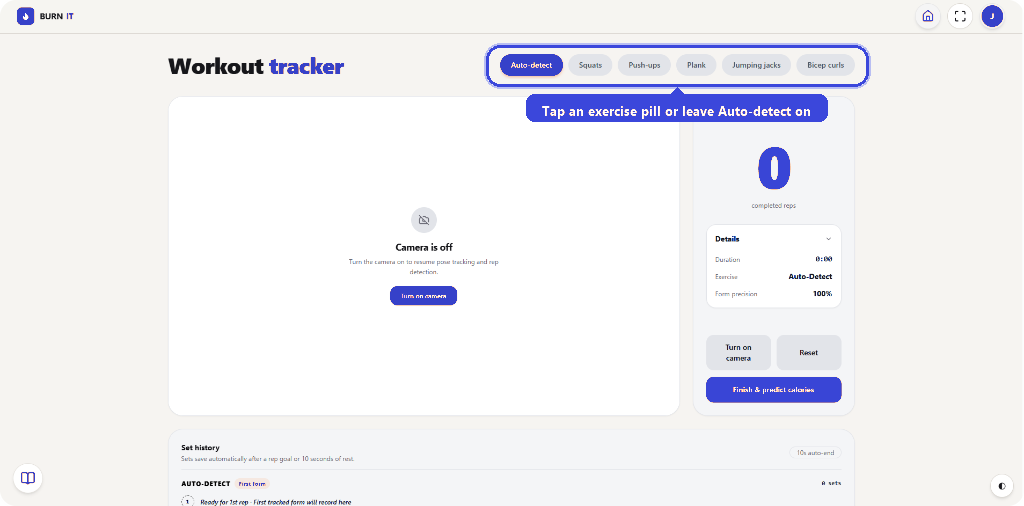 BURN IT
J
Workout tracker
Auto-detect
Squats
Push-ups
Plank
Jumping jacks
Bicep curls
Tap an exercise pill or leave Auto-detect on
0
completed reps
Camera is off
Turn the camera on to resume pose tracking and rep
detection.
Turn on camera
Details
Duration 0:00
Exercise Auto-Detect
Form precision 100%
Turn on
camera
Reset
Finish & predict calories
Set history
Sets save automatically after a rep goal or 10 seconds of rest.
10s auto-end
AUTO-DETECT First form 0 sets
1 Ready for 1st rep - First tracked form will record here